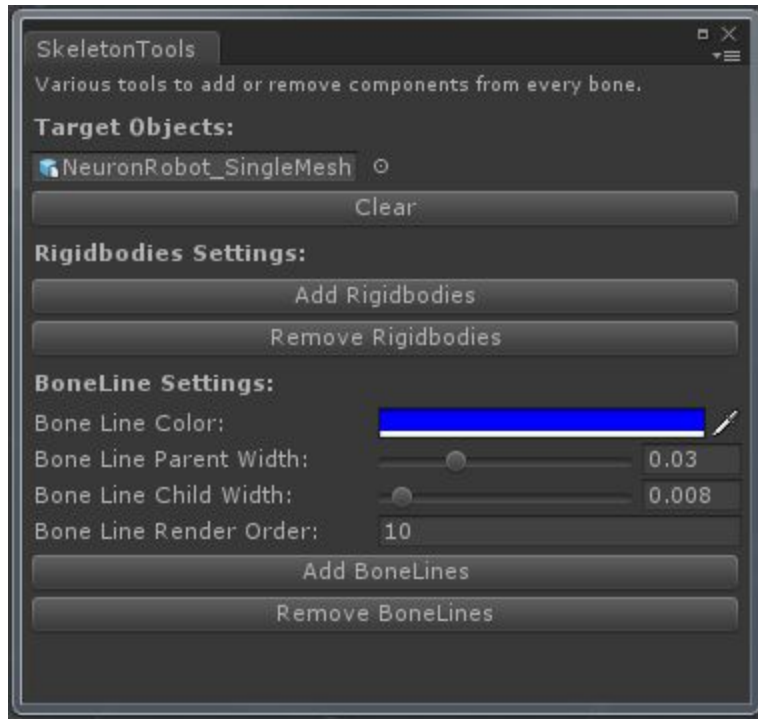 SkeletonTools
Various tools to add or remove components from every bone.
Target Objects:
NeuronRobot_SingleMesh
Clear
Rigidbodies Settings:
Add Rigidbodies
Remove Rigidbodies
BoneLine Settings:
Bone Line Color:
Bone Line Parent Width: 0.03
Bone Line Child Width: 0.008
Bone Line Render Order: 10
Add BoneLines
Remove BoneLines